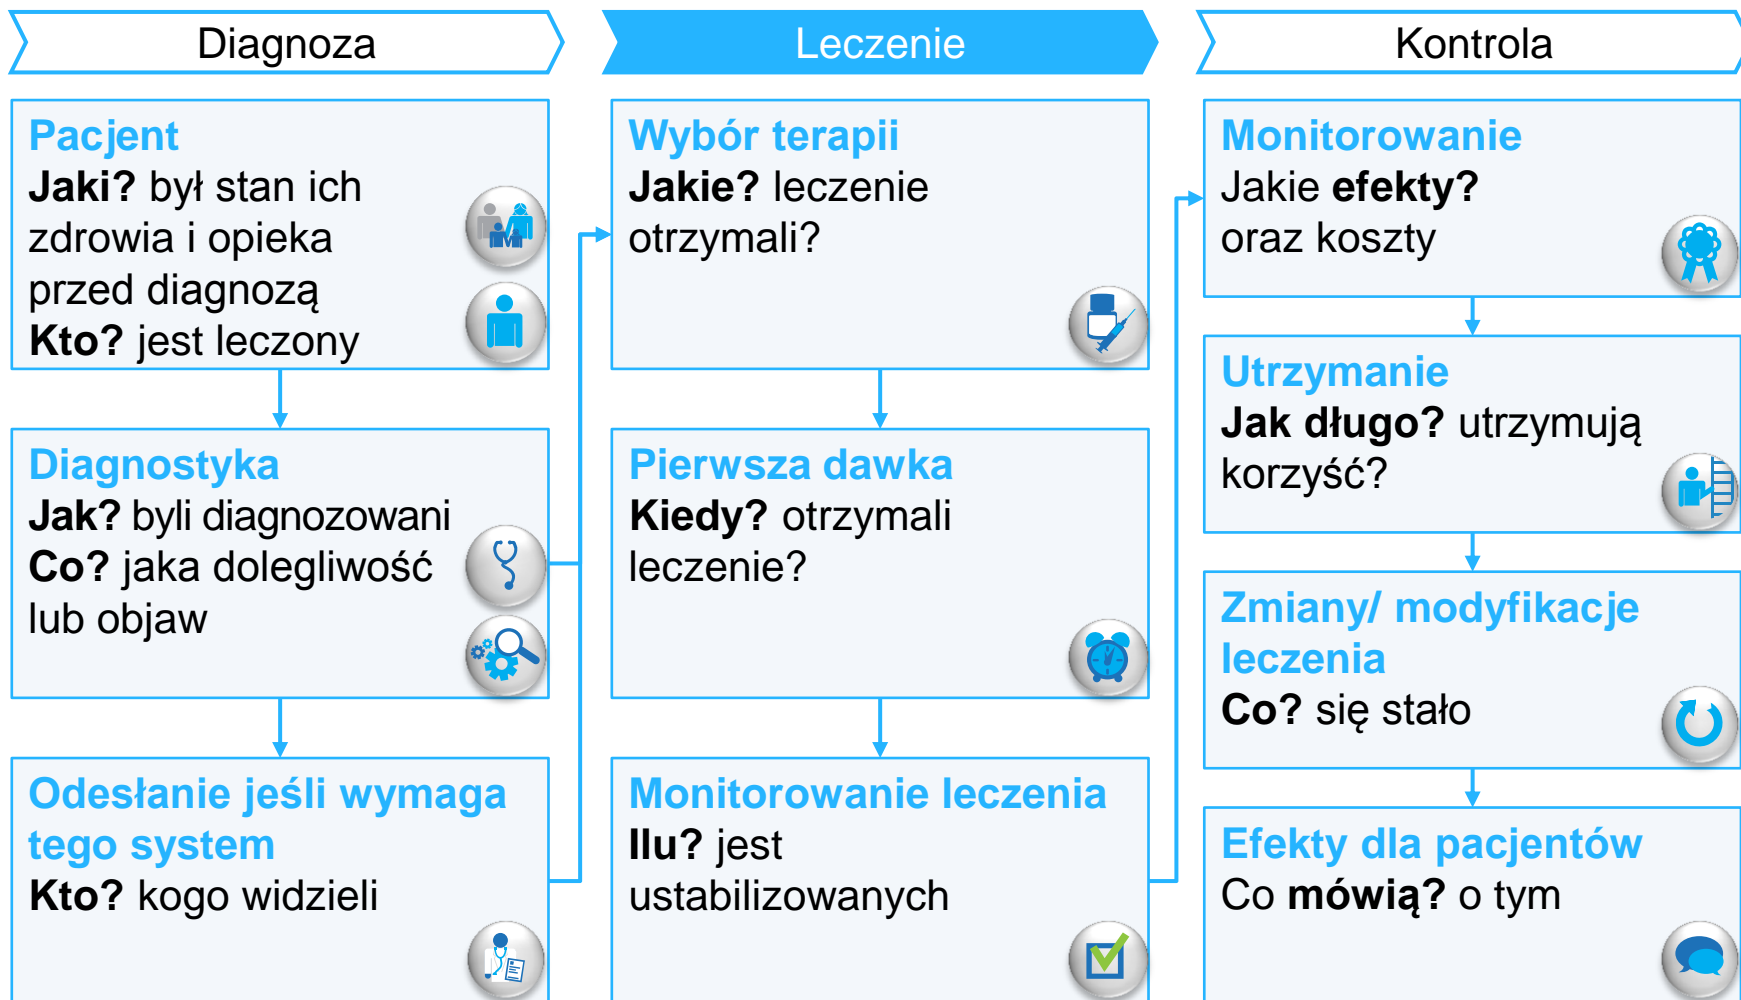 Diagnoza
Leczenie
Kontrola
Pacjent
Jaki? był stan ich
zdrowia i opieka
przed diagnozą
Kto? jest leczony
Diagnostyka
Jak? byli diagnozowani
Co? jaka dolegliwość
lub objaw
Odesłanie jeśli wymaga
tego system
Kto? kogo widzieli
Wybór terapii
Jakie? leczenie
otrzymali?
Pierwsza dawka
Kiedy? otrzymali
leczenie?
Monitorowanie leczenia
Ilu? jest
ustabilizowanych
Monitorowanie
Jakie efekty?
oraz koszty
Utrzymanie
Jak długo? utrzymują
korzyść?
Zmiany/ modyfikacje
leczenia
Co? się stało
Efekty dla pacjentów
Co mówią? o tym